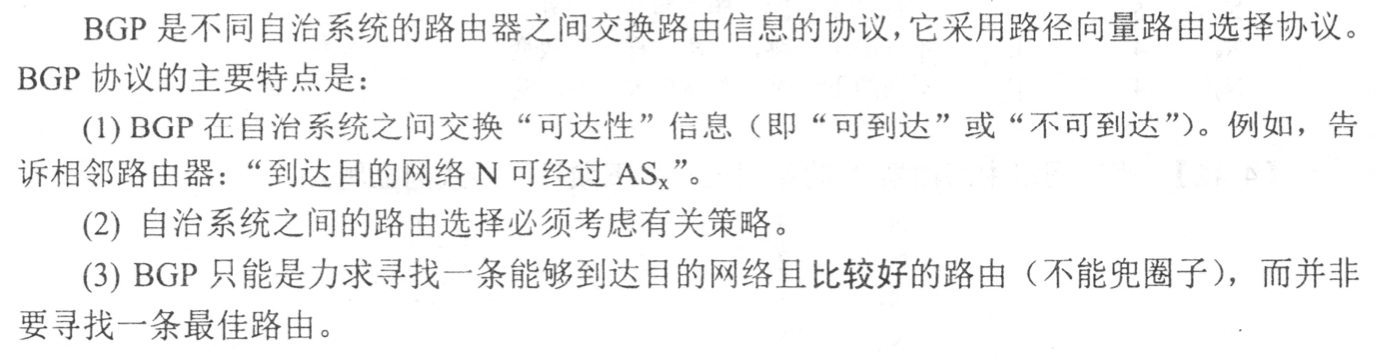 BGP 是不同自治系统的路由器之间交换路由信息的协议，它采用路径向量路由选择协议。
BGP 协议的主要特点是：
(1) BGP 在自治系统之间交换“可达性”信息（即“可到达”或“不可到达”）。例如，告
诉相邻路由器：“到达目的网络 N 可经过 ASx”。
(2) 自治系统之间的路由选择必须考虑有关策略。
(3) BGP 只能是力求寻找一条能够到达目的网络且比较好的路由（不能兜圈子），而并非
要寻找一条最佳路由。